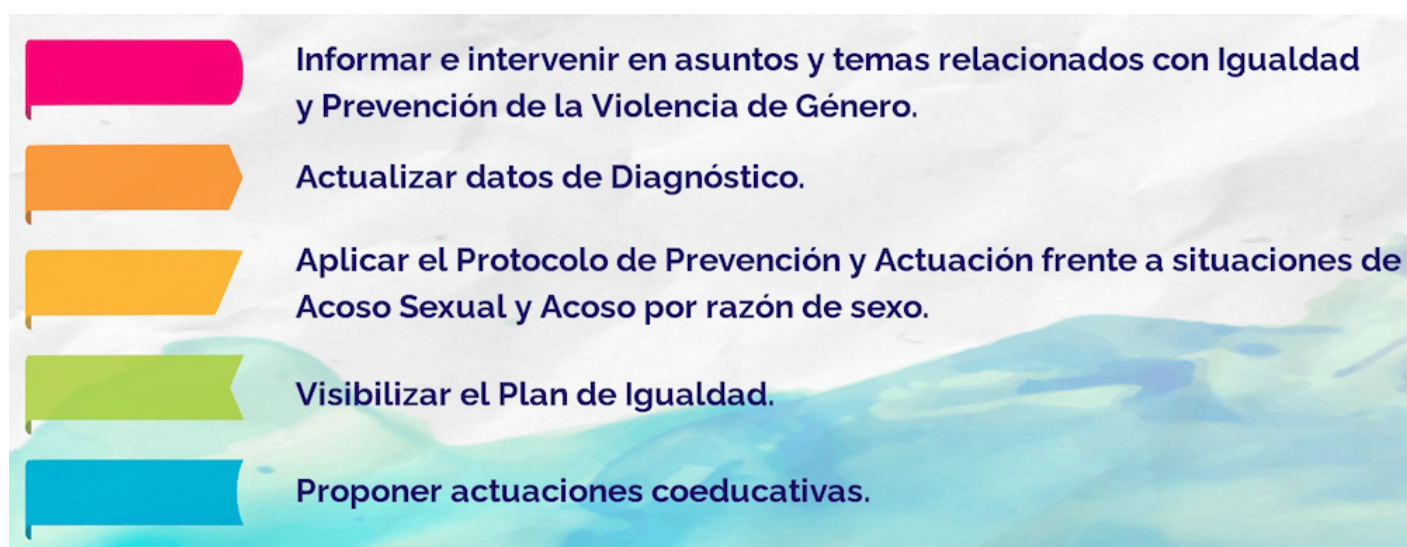 Informar e intervenir en asuntos y temas relacionados con Igualdad
y Prevención de la Violencia de Género.
Actualizar datos de Diagnóstico.
Aplicar el Protocolo de Prevención y Actuación frente a situaciones de
Acoso Sexual y Acoso por razón de sexo.
Visibilizar el Plan de Igualdad.
Proponer actuaciones coeducativas.